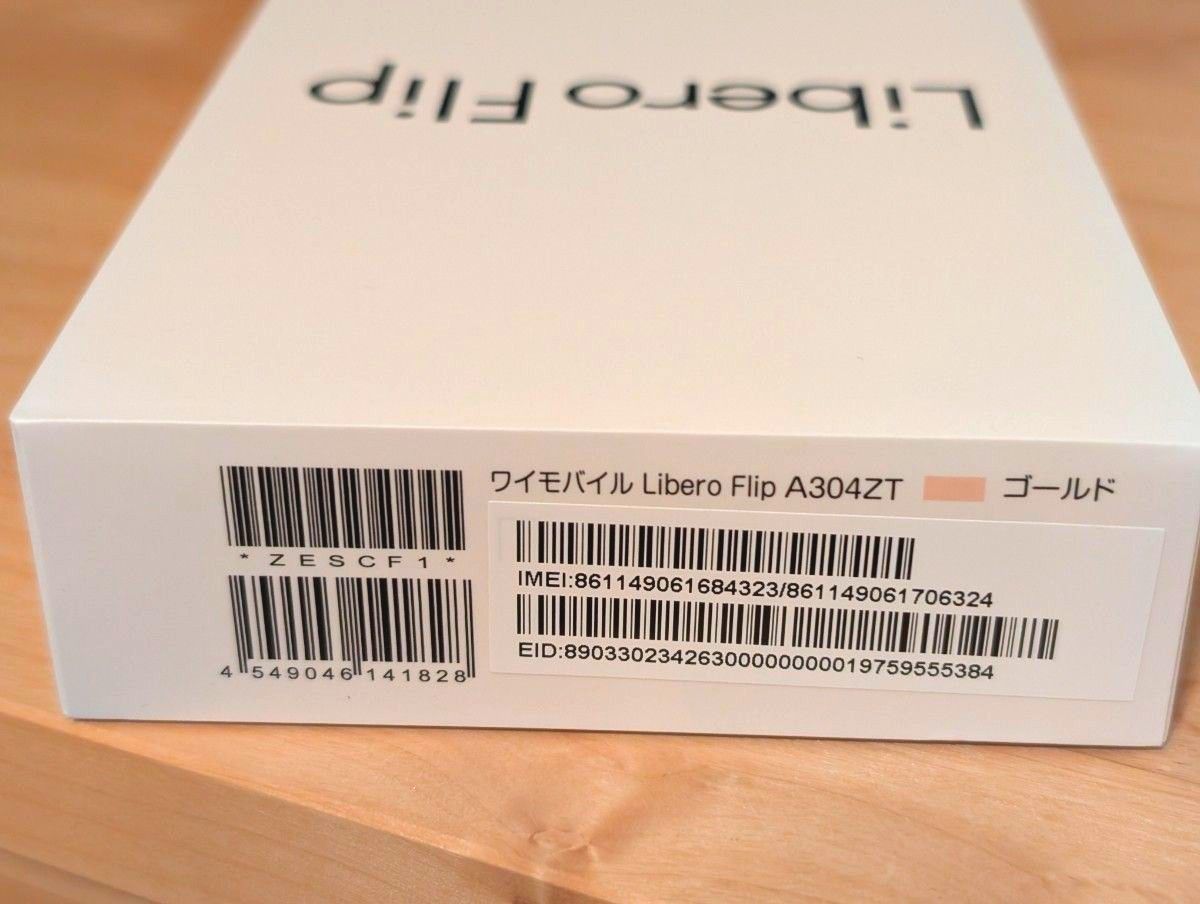 Libero Flip
ワイモバイル Libero Flip A304ZT ゴールド
*ZESCF1*
4 549046 141828
IMEI:861149061684323/861149061706324
EID:89033023426300000000019759555384